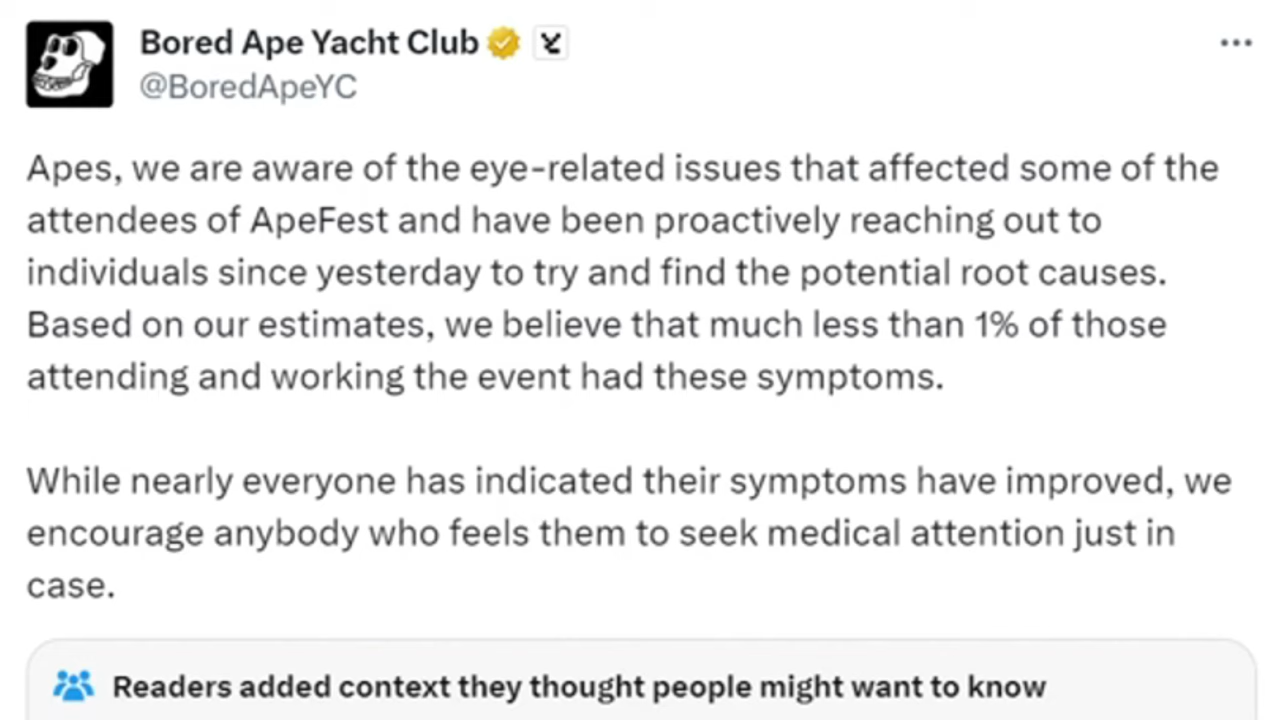 Bored Ape Yacht Club
@BoredApeYC
Apes, we are aware of the eye-related issues that affected some of the
attendees of ApeFest and have been proactively reaching out to
individuals since yesterday to try and find the potential root causes.
Based on our estimates, we believe that much less than 1% of those
attending and working the event had these symptoms.
While nearly everyone has indicated their symptoms have improved, we
encourage anybody who feels them to seek medical attention just in
case.
Readers added context they thought people might want to know